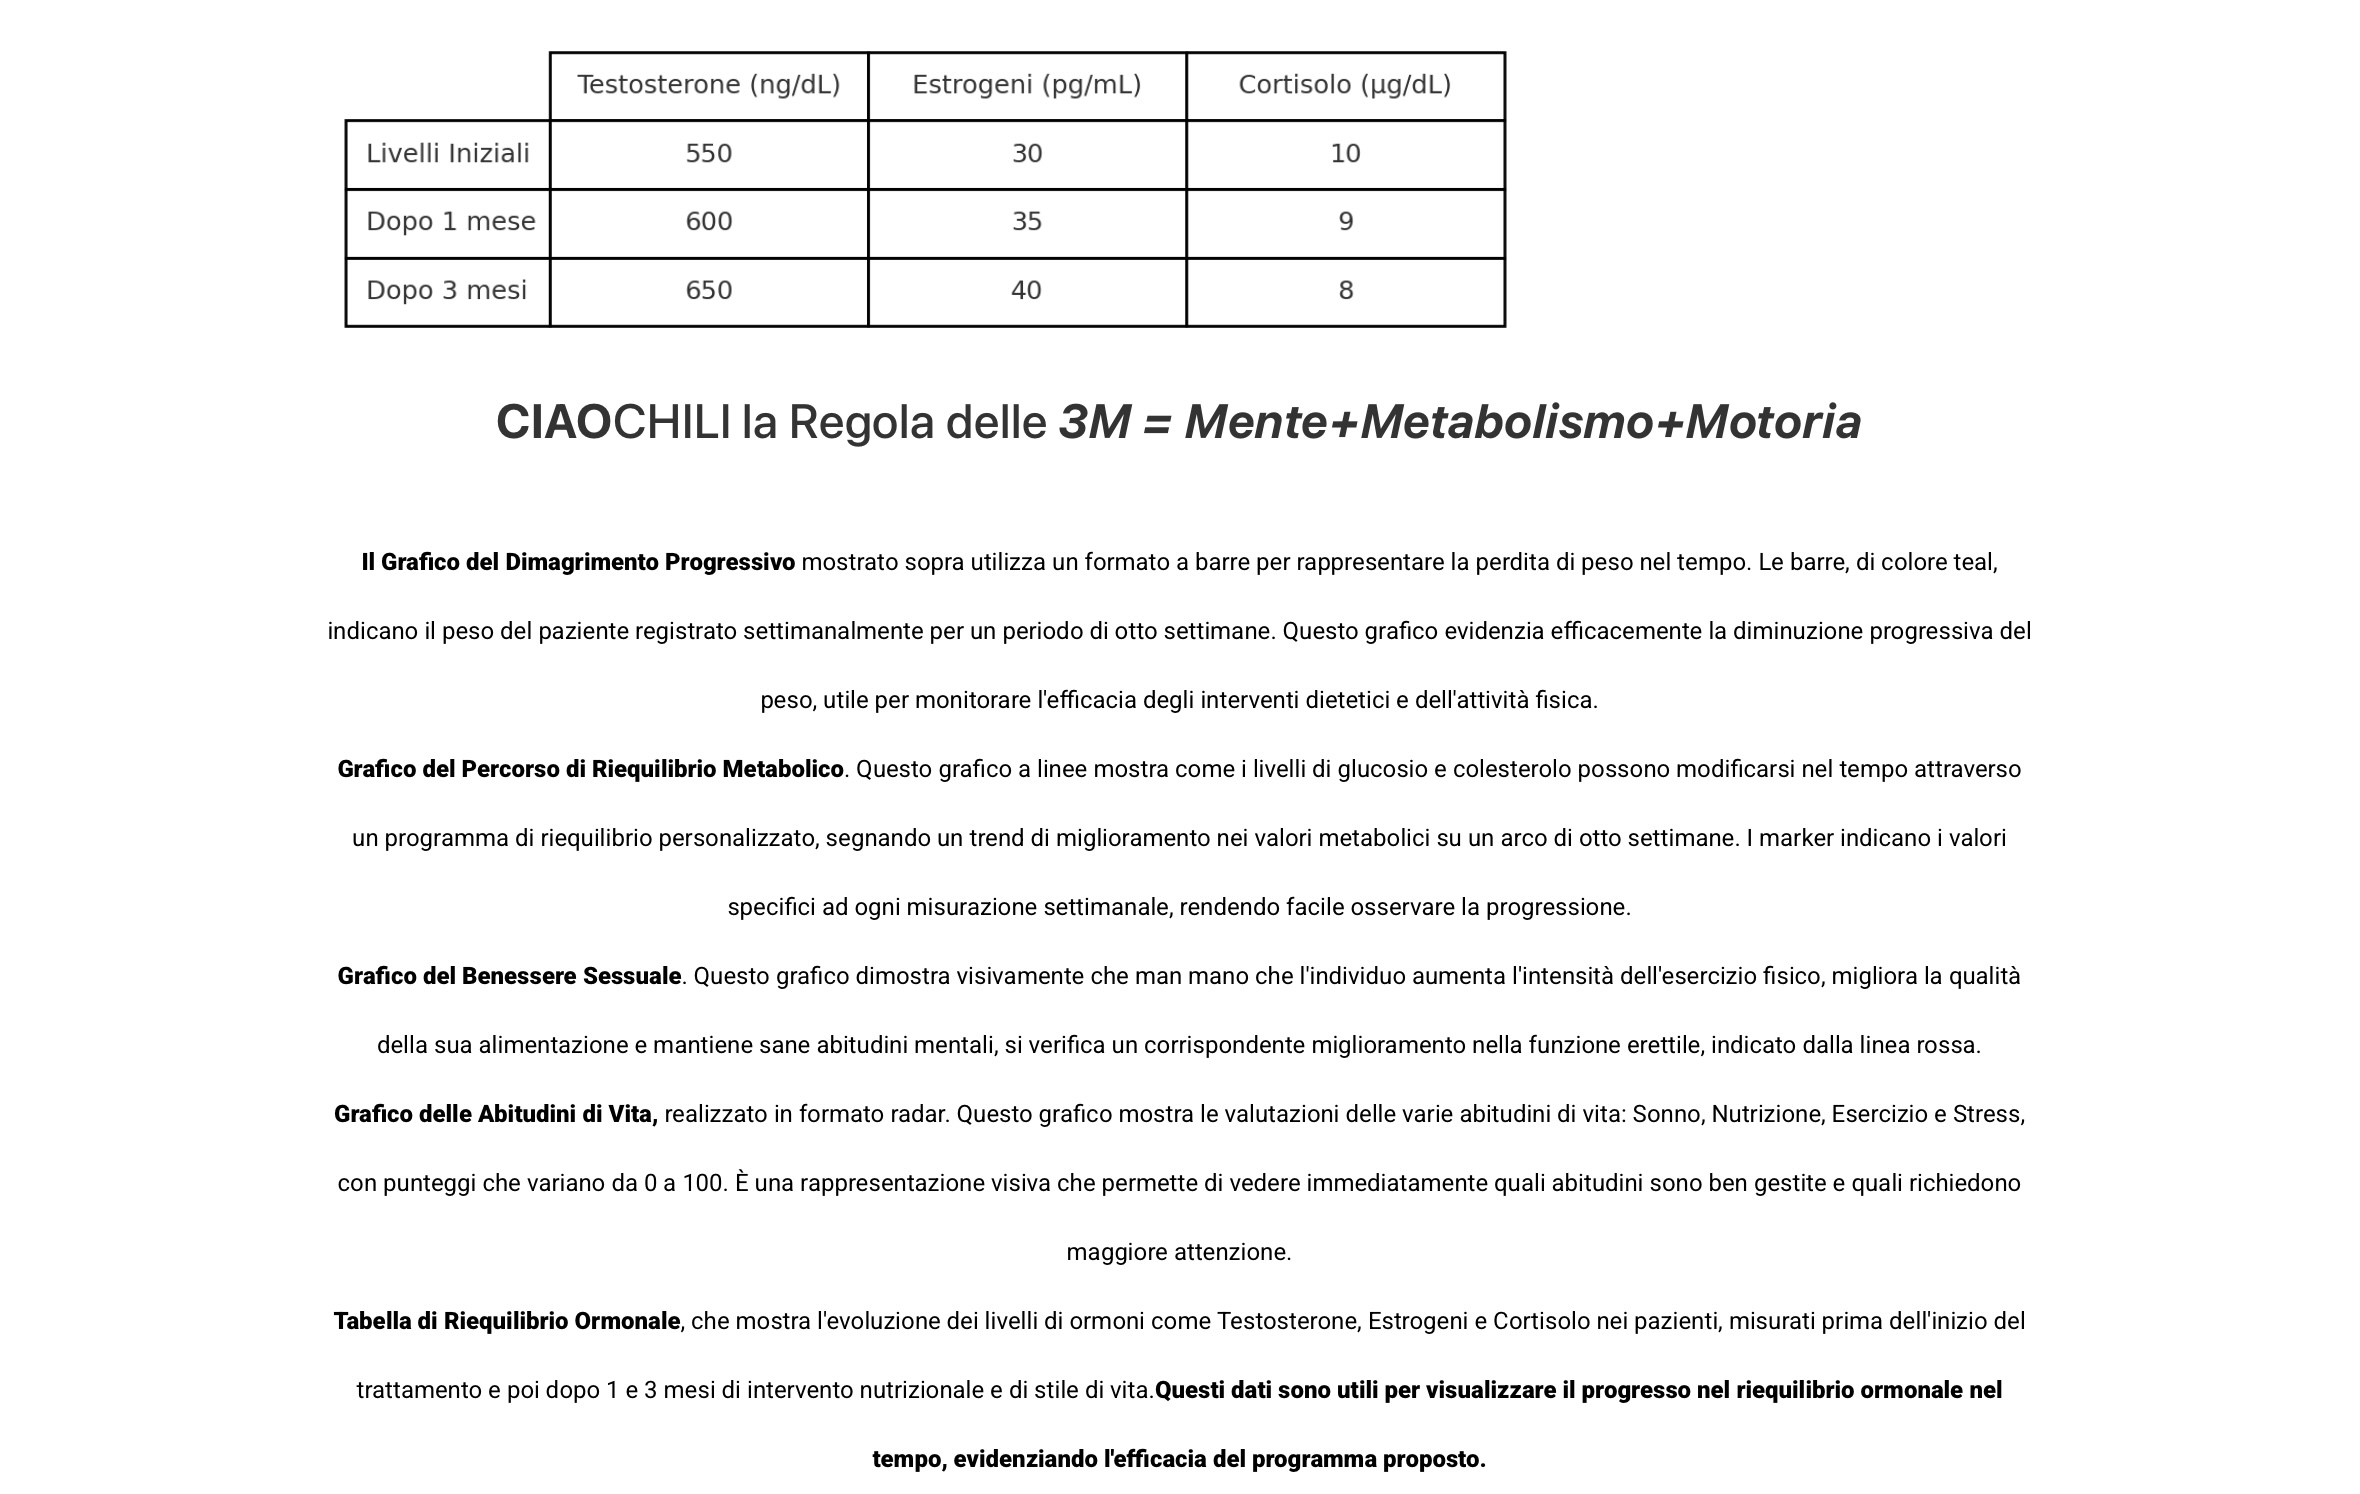 Testosterone (ng/dL) Estrogeni (pg/mL) Cortisolo (µg/dL)
Livelli Iniziali 550 30 10
Dopo 1 mese 600 35 9
Dopo 3 mesi 650 40 8
CIAOCHILI la Regola delle 3M = Mente+Metabolismo+Motoria
Il Grafico del Dimagrimento Progressivo mostrato sopra utilizza un formato a barre per rappresentare la perdita di peso nel tempo. Le barre, di colore teal,
indicano il peso del paziente registrato settimanalmente per un periodo di otto settimane. Questo grafico evidenzia efficacemente la diminuzione progressiva del
peso, utile per monitorare l'efficacia degli interventi dietetici e dell'attività fisica.
Grafico del Percorso di Riequilibrio Metabolico. Questo grafico a linee mostra come i livelli di glucosio e colesterolo possono modificarsi nel tempo attraverso
un programma di riequilibrio personalizzato, segnando un trend di miglioramento nei valori metabolici su un arco di otto settimane. I marker indicano i valori
specifici ad ogni misurazione settimanale, rendendo facile osservare la progressione.
Grafico del Benessere Sessuale. Questo grafico dimostra visivamente che man mano che l'individuo aumenta l'intensità dell'esercizio fisico, migliora la qualità
della sua alimentazione e mantiene sane abitudini mentali, si verifica un corrispondente miglioramento nella funzione erettile, indicato dalla linea rossa.
Grafico delle Abitudini di Vita, realizzato in formato radar. Questo grafico mostra le valutazioni delle varie abitudini di vita: Sonno, Nutrizione, Esercizio e Stress,
con punteggi che variano da 0 a 100. È una rappresentazione visiva che permette di vedere immediatamente quali abitudini sono ben gestite e quali richiedono
maggiore attenzione.
Tabella di Riequilibrio Ormonale, che mostra l'evoluzione dei livelli di ormoni come Testosterone, Estrogeni e Cortisolo nei pazienti, misurati prima dell'inizio del
trattamento e poi dopo 1 e 3 mesi di intervento nutrizionale e di stile di vita.Questi dati sono utili per visualizzare il progresso nel riequilibrio ormonale nel
tempo, evidenziando l'efficacia del programma proposto.